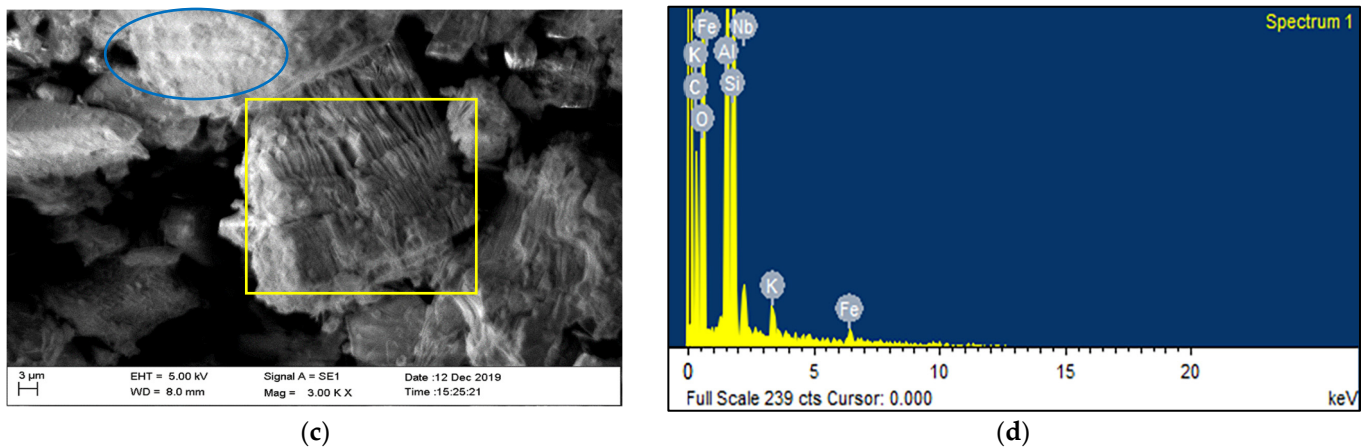 3 µm
EHT = 5.00 kV
Signal A = SE1
Date :12 Dec 2019
WD = 8.0 mm
Mag = 3.00 K X
Time :15:25:21
(c)
Spectrum 1
Fe
Nb
K
Al
C
Si
O
K
Fe
0
5
10
15
20
Full Scale 239 cts Cursor: 0.000
keV
(d)